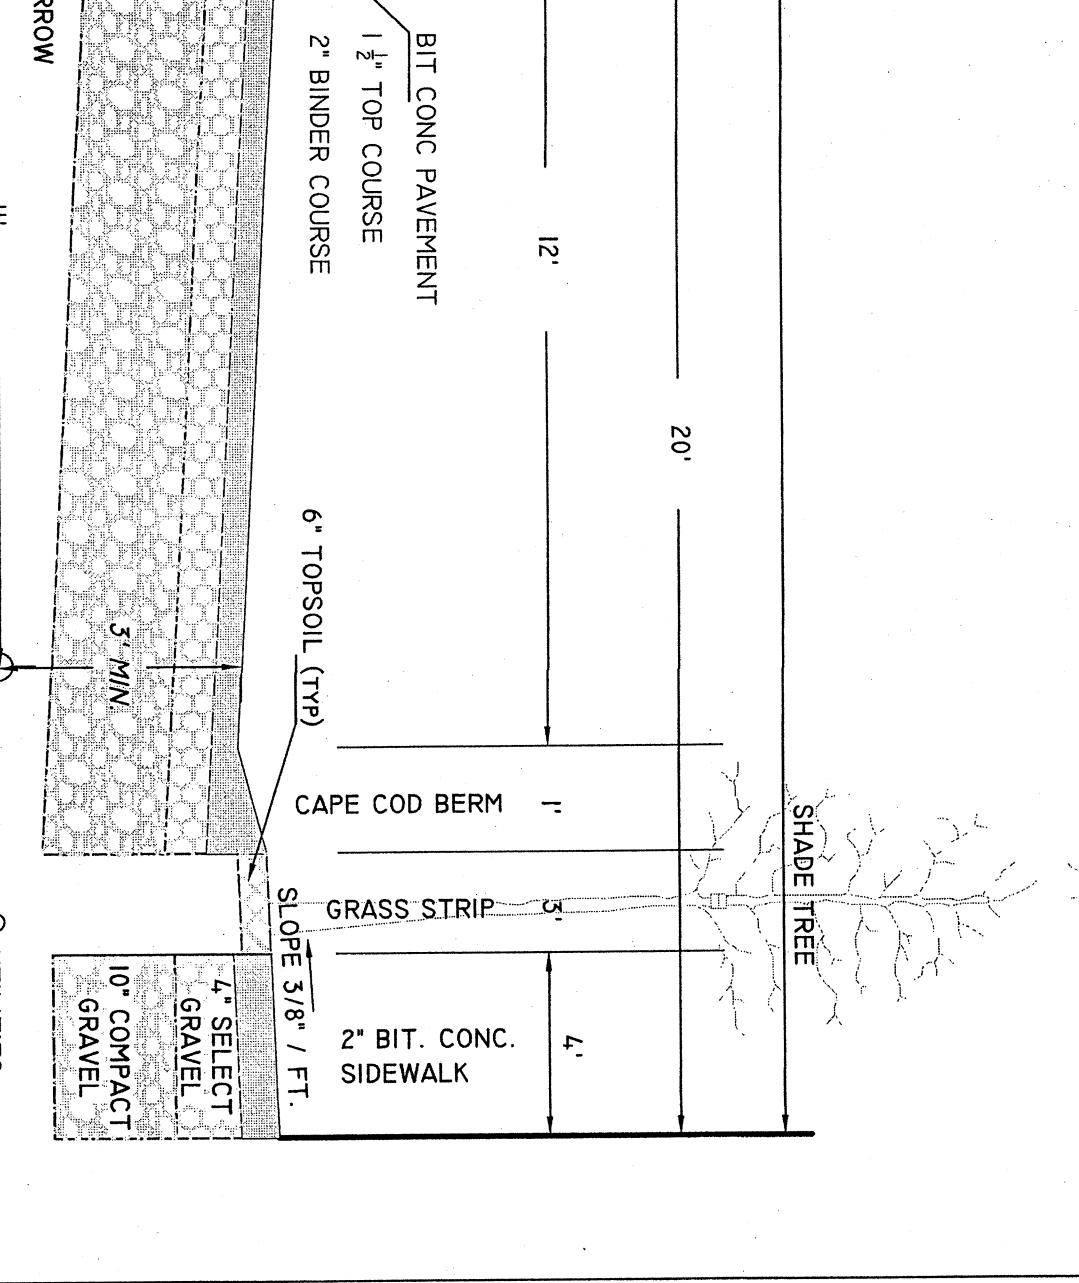 20'
12'
BIT CONC PAVEMENT
1 1/2" TOP COURSE
2" BINDER COURSE
SHADE TREE
CAPE COD BERM
1'
GRASS STRIP
3'
4'
2" BIT. CONC.
SIDEWALK
6" TOPSOIL (TYP)
SLOPE 3/8" / FT.
3' MIN.
4" SELECT
GRAVEL
10" COMPACT
GRAVEL